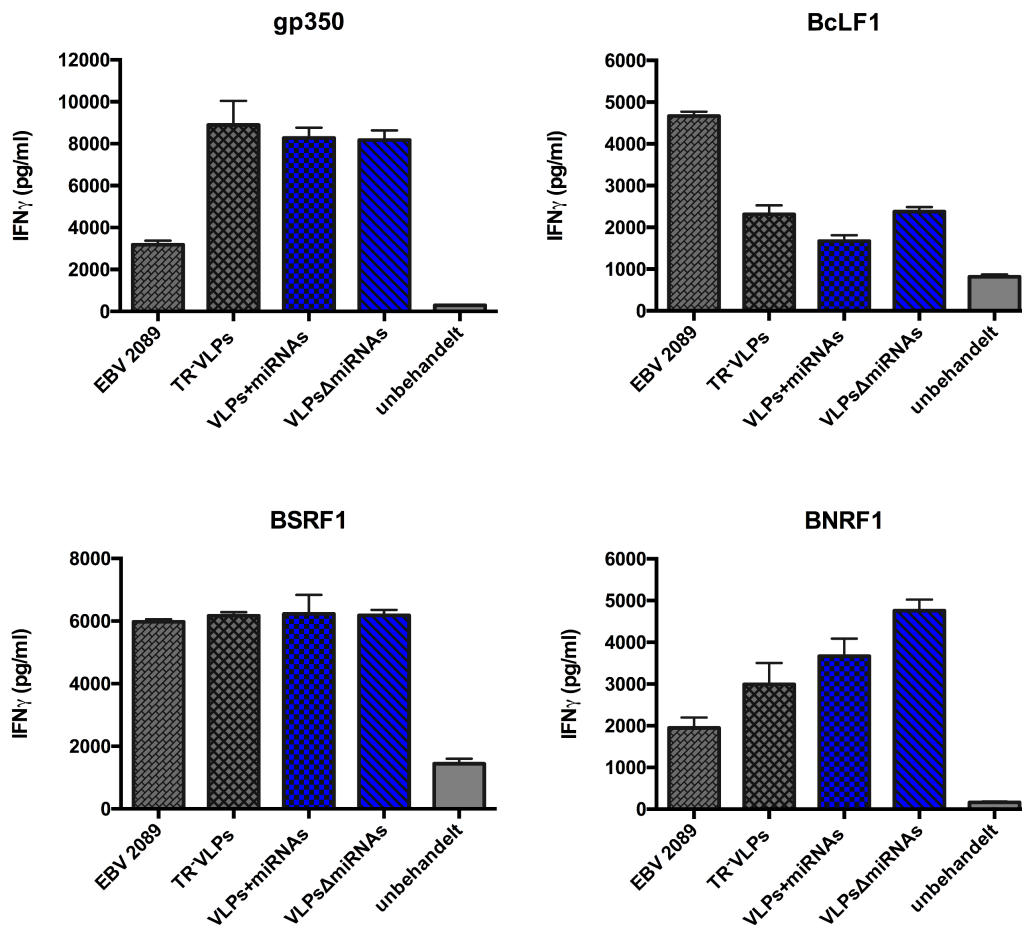 gp350
12000
10000
8000
6000
4000
2000
0
IFNγ (pg/ml)
EBV 2089
TR⁻VLPs
VLPs+miRNAs
VLPsΔmiRNAs
unbehandelt
BcLF1
6000
5000
4000
3000
2000
1000
0
IFNγ (pg/ml)
EBV 2089
TR⁻VLPs
VLPs+miRNAs
VLPsΔmiRNAs
unbehandelt
BSRF1
8000
6000
4000
2000
0
IFNγ (pg/ml)
EBV 2089
TR⁻VLPs
VLPs+miRNAs
VLPsΔmiRNAs
unbehandelt
BNRF1
6000
5000
4000
3000
2000
1000
0
IFNγ (pg/ml)
EBV 2089
TR⁻VLPs
VLPs+miRNAs
VLPsΔmiRNAs
unbehandelt